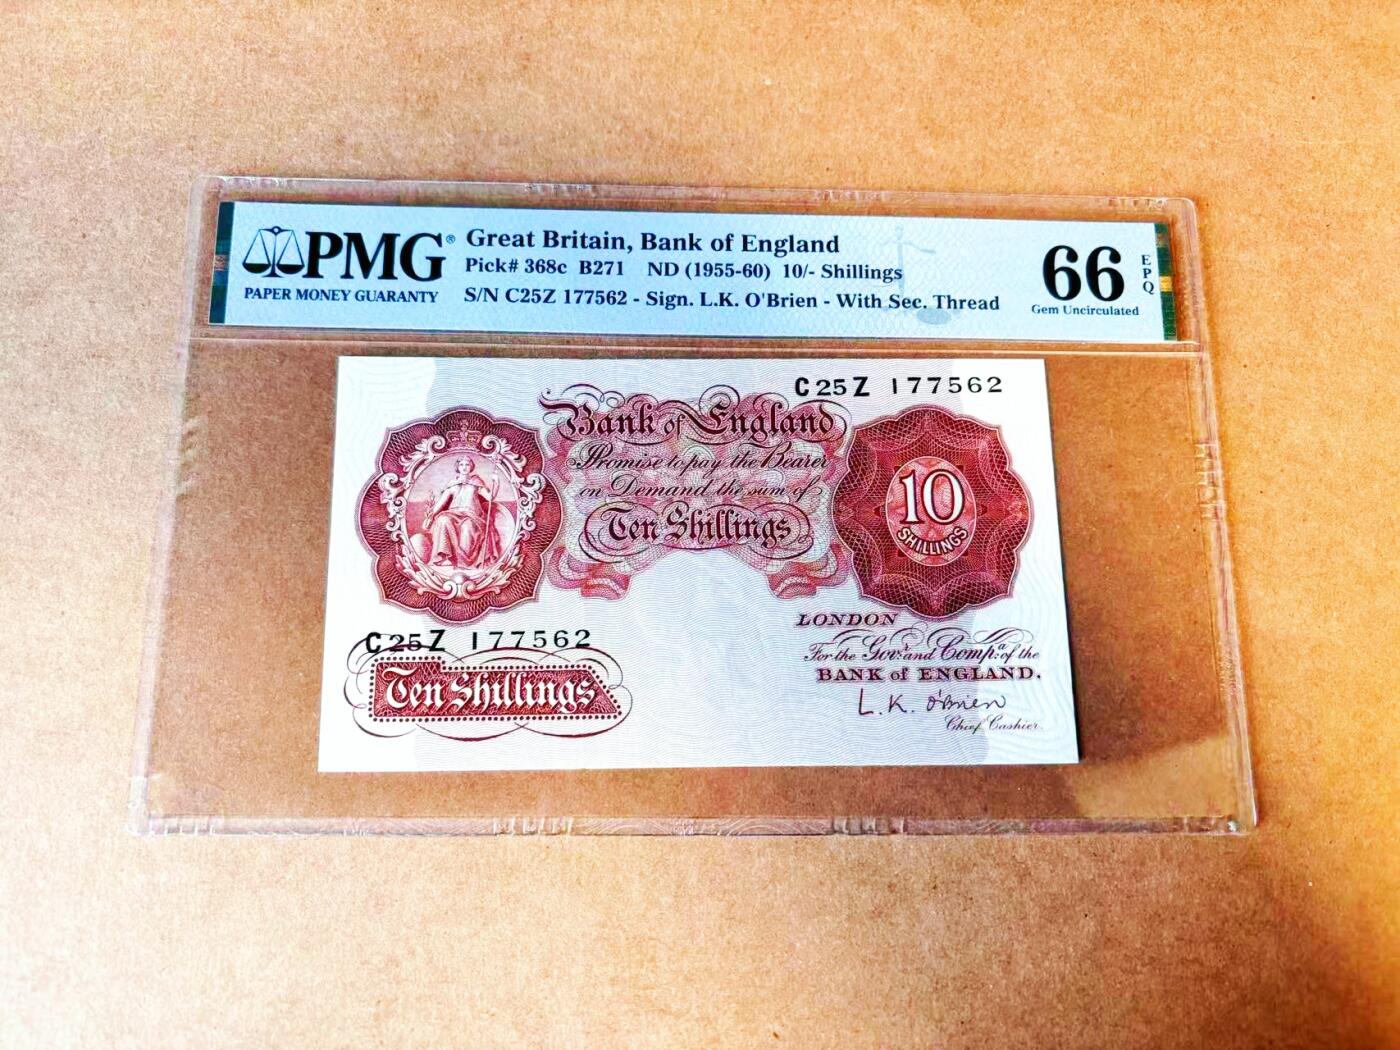 PMG®
PAPER MONEY GUARANTY
Great Britain, Bank of England
Pick# 368c B271 ND (1955-60) 10/- Shillings
S/N C25Z 177562 - Sign. L.K. O'Brien - With Sec. Thread
66
EPQ
Gem Uncirculated
C25Z 177562
Bank of England
Promise to pay the Bearer
on Demand the sum of
Ten Shillings
10
SHILLINGS
LONDON
For the Govr. and Compa. of the
BANK of ENGLAND.
L.K. O'Brien
Chief Cashier.
C25Z 177562
Ten Shillings